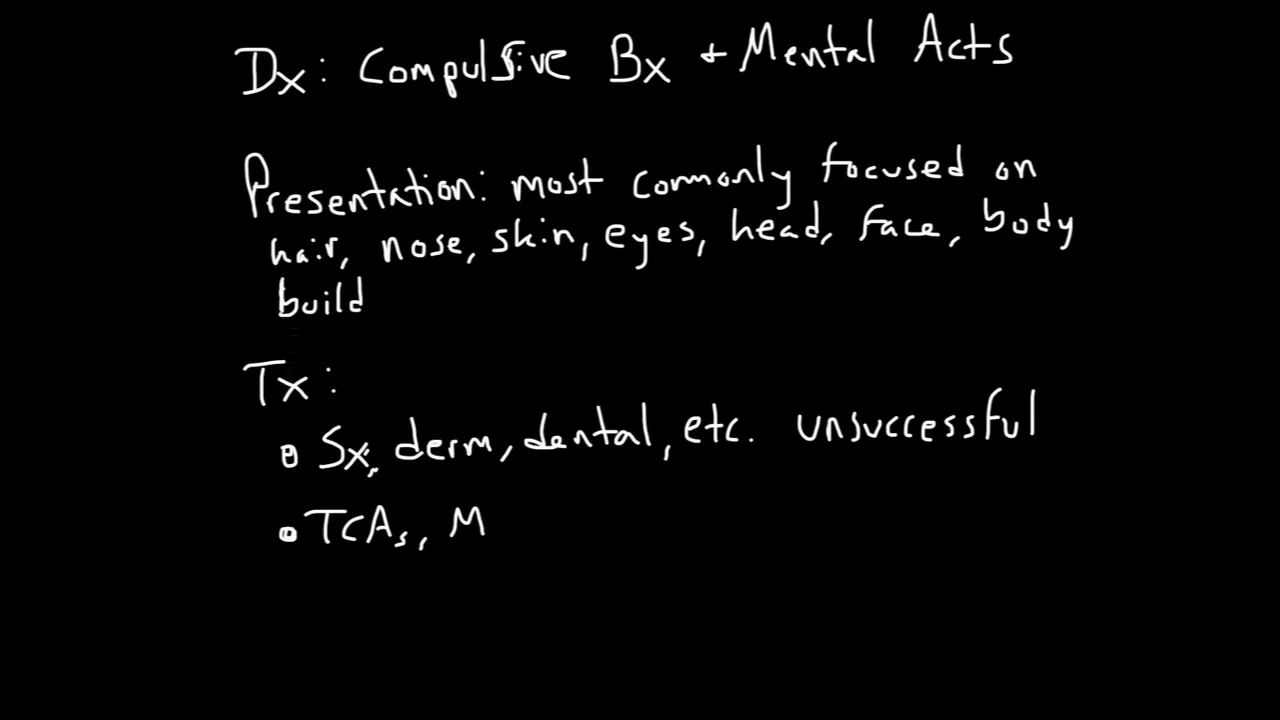 Dx: Compulsive Bx + Mental Acts
Presentation: most commonly focused on
hair, nose, skin, eyes, head, face, body
build
Tx:
• Sx, derm, dental, etc. unsuccessful
• TCAs, M